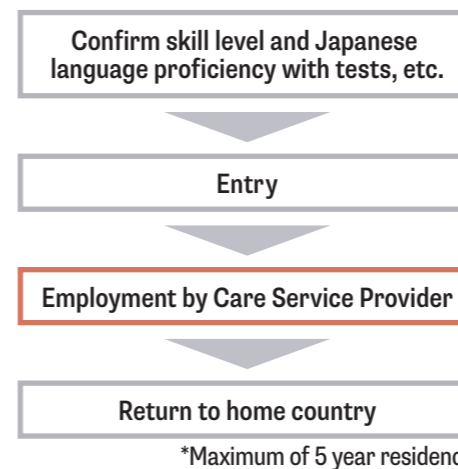 Confirm skill level and Japanese
language proficiency with tests, etc.
Entry
Employment by Care Service Provider
Return to home country
*Maximum of 5 year residenc